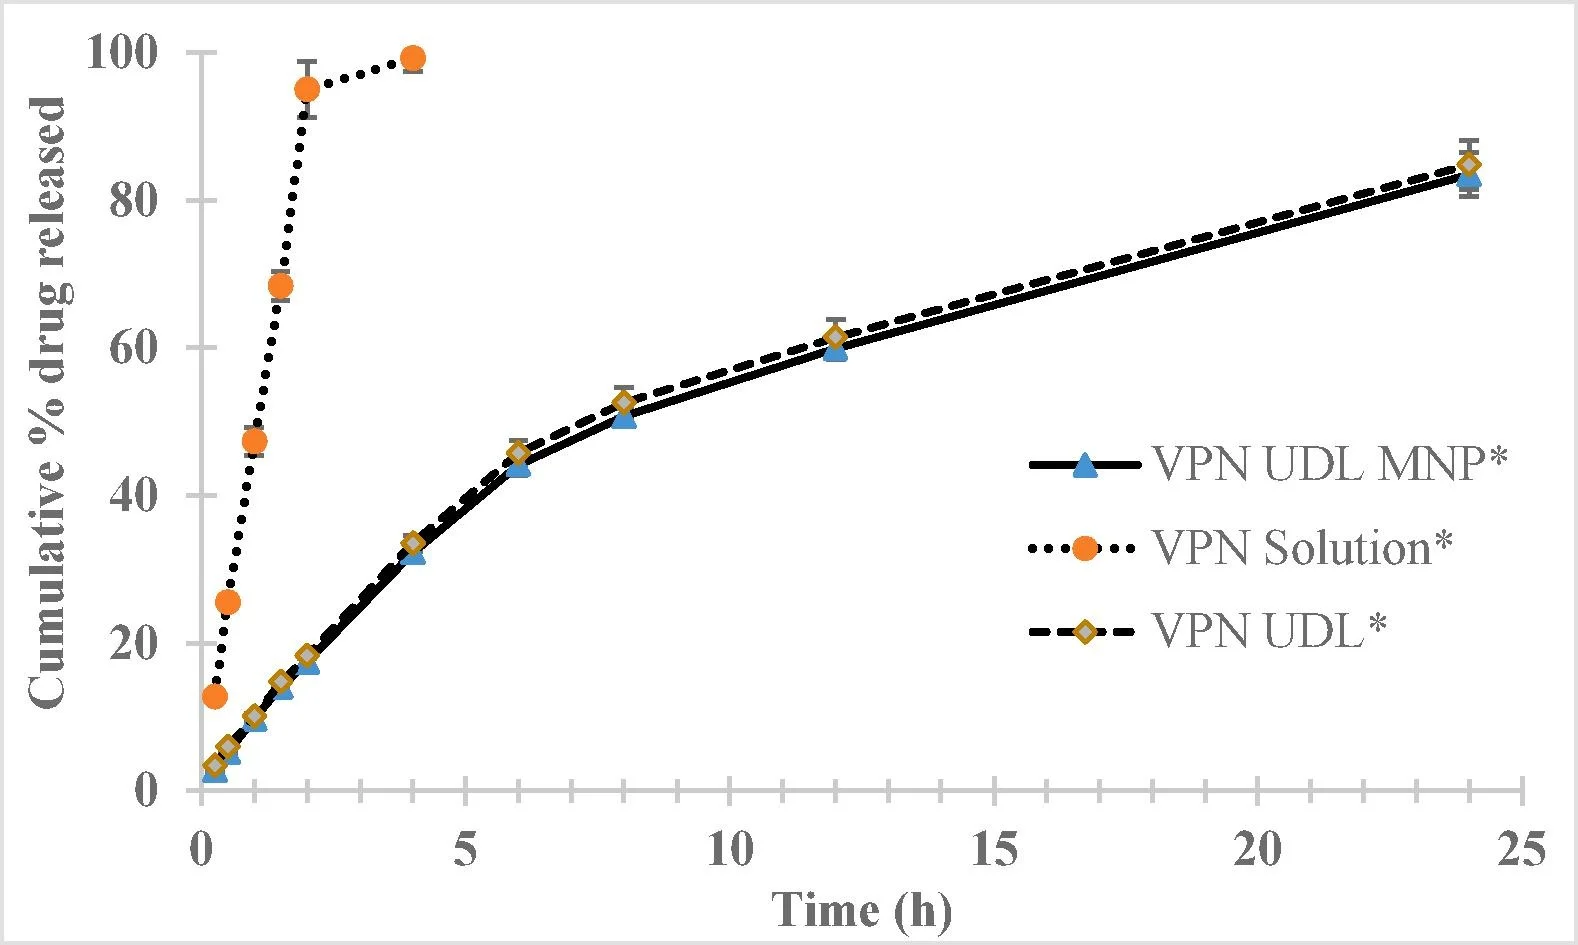 Cumulative % drug released
100
80
60
40
20
0
0 5 10 15 20 25
Time (h)
VPN UDL MNP*
VPN Solution*
VPN UDL*